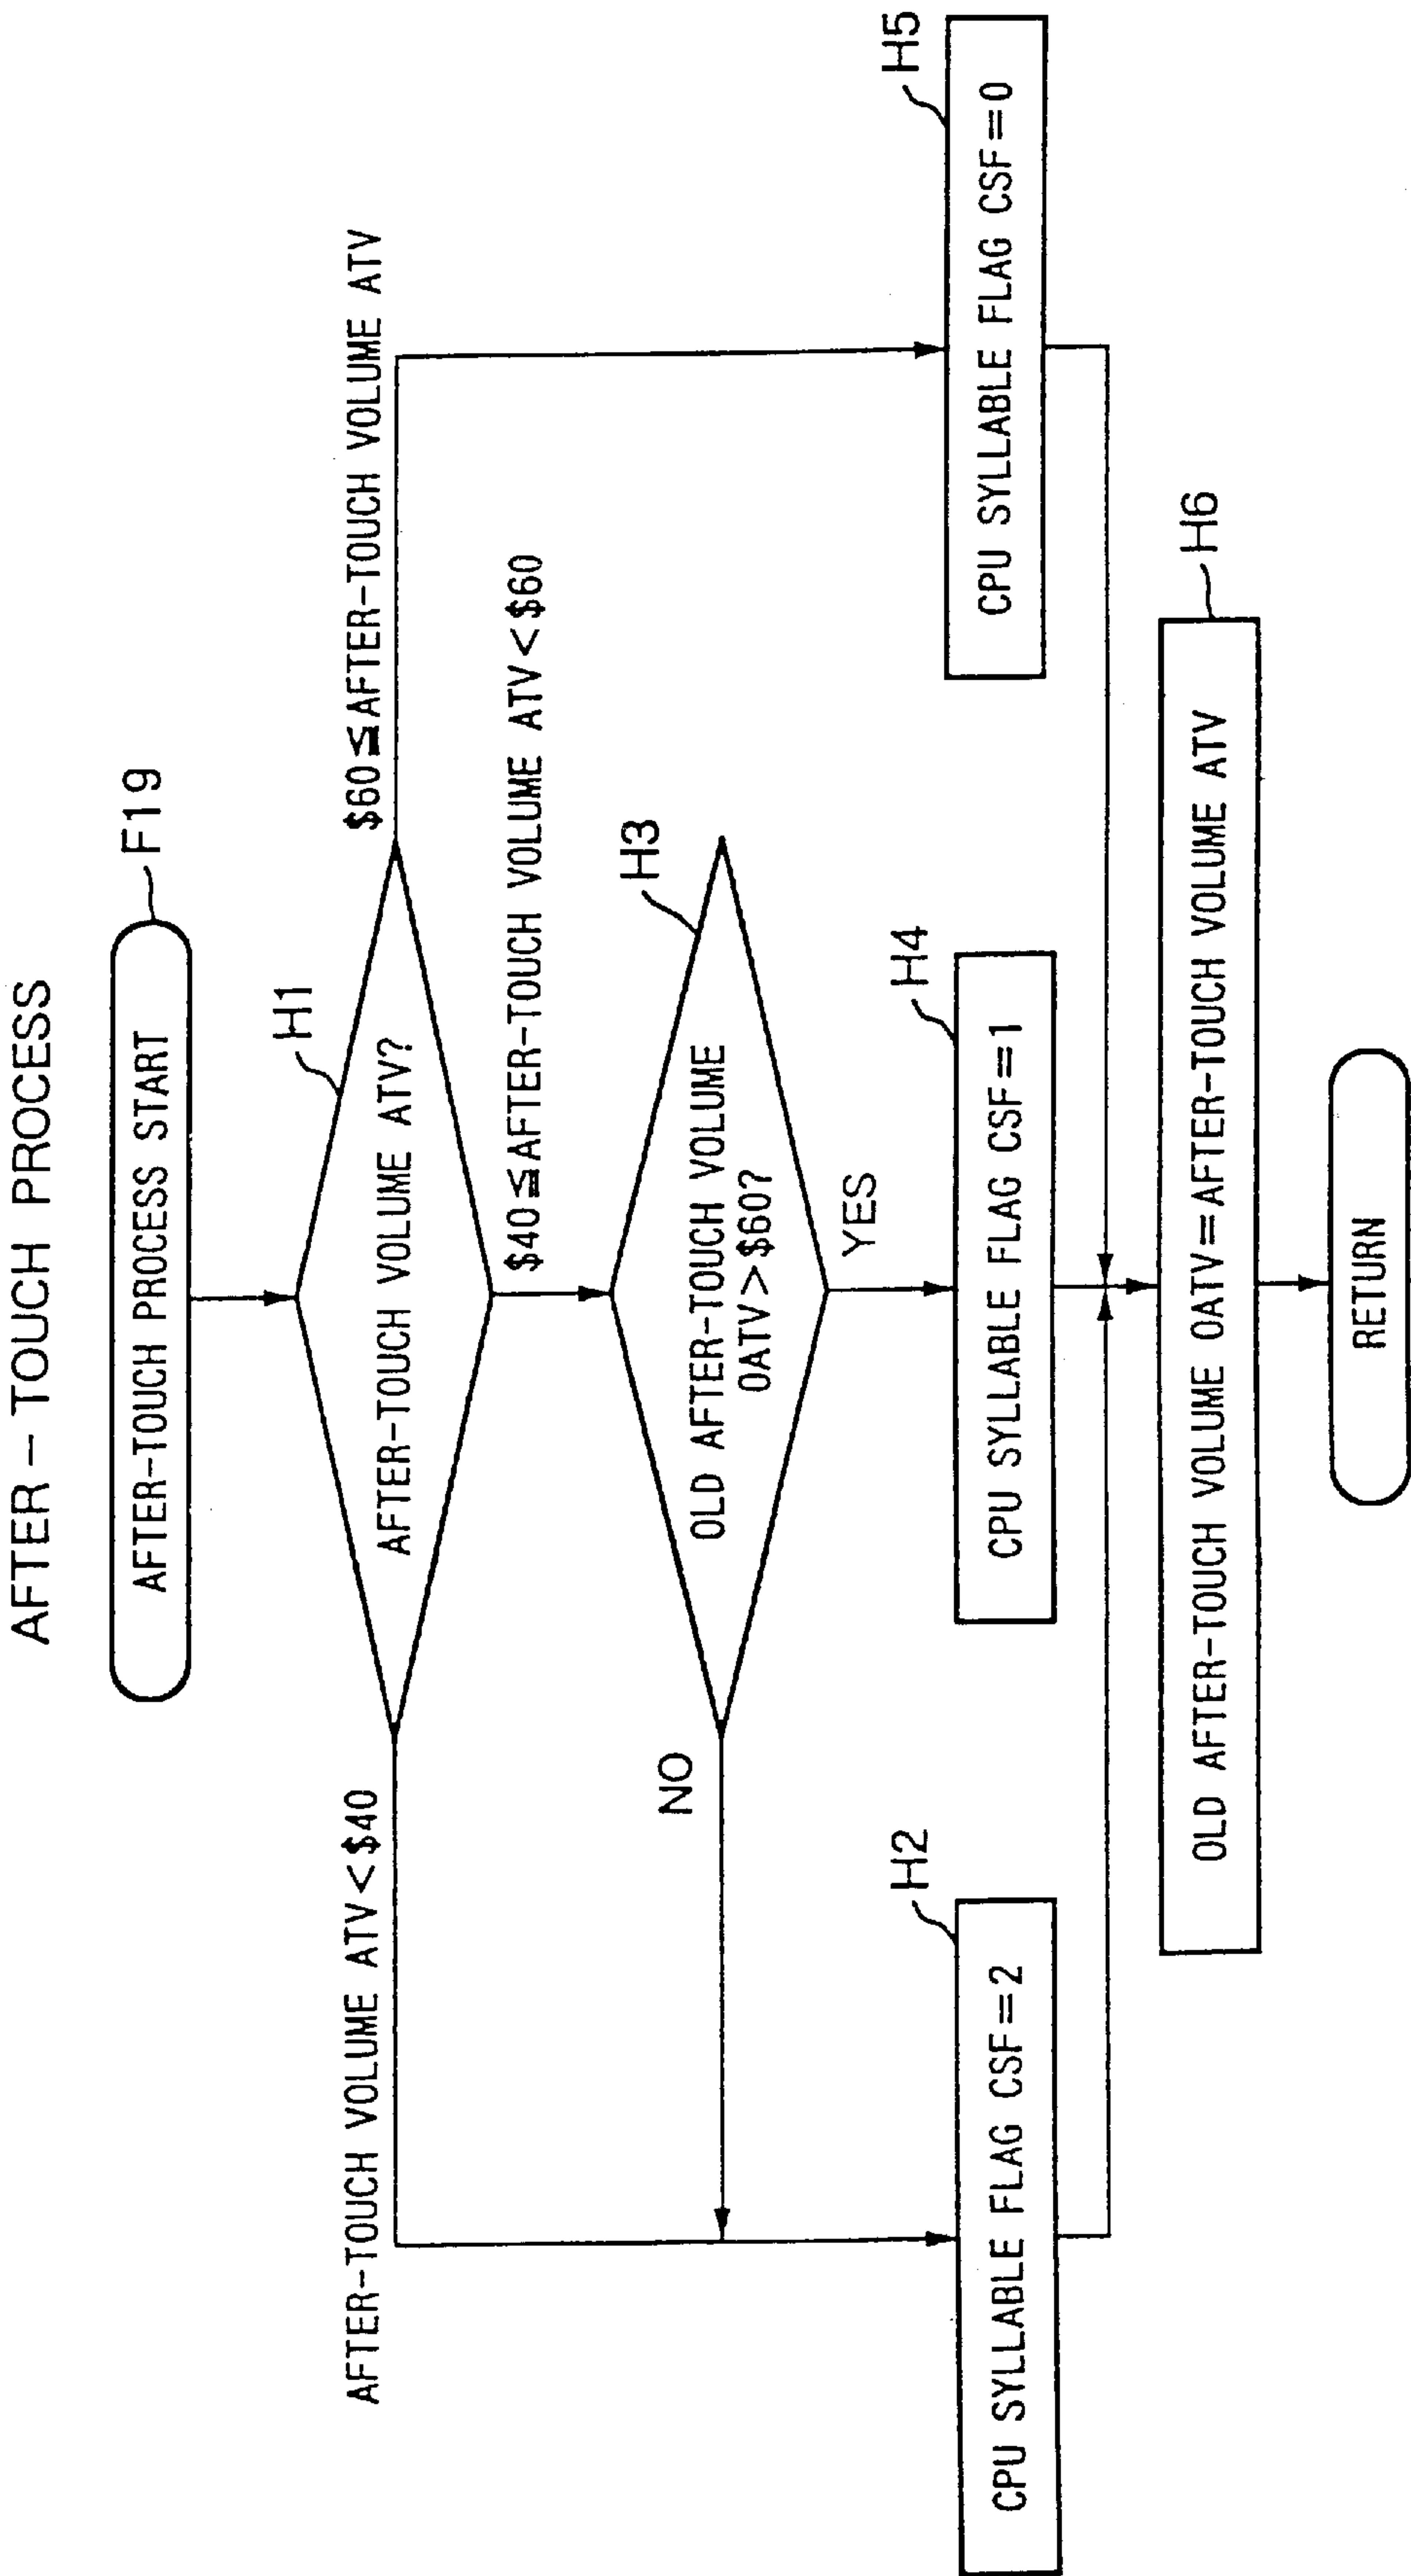 AFTER-TOUCH PROCESS
AFTER-TOUCH PROCESS START
F19
H1
AFTER-TOUCH VOLUME ATV?
AFTER-TOUCH VOLUME ATV<$40
$60≦AFTER-TOUCH VOLUME ATV
$40≦AFTER-TOUCH VOLUME ATV<$60
H3
OLD AFTER-TOUCH VOLUME
OATV>$60?
NO
YES
H2
CPU SYLLABLE FLAG CSF=2
H4
CPU SYLLABLE FLAG CSF=1
H5
CPU SYLLABLE FLAG CSF=0
H6
OLD AFTER-TOUCH VOLUME OATV=AFTER-TOUCH VOLUME ATV
RETURN